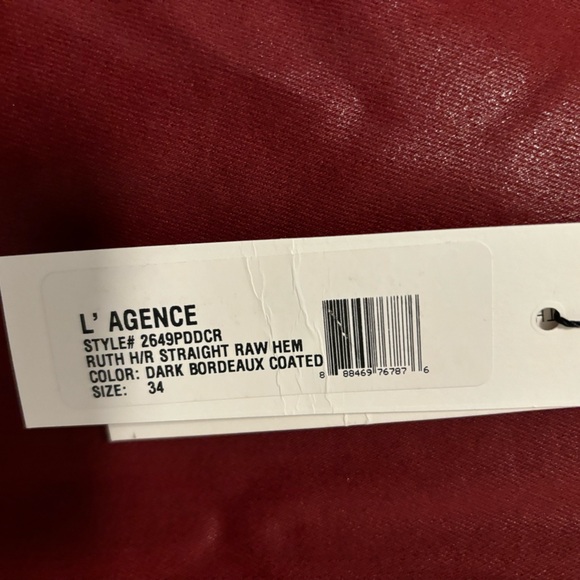 L' AGENCE
STYLE# 2649PDDCR
RUTH H/R STRAIGHT RAW HEM
COLOR: DARK BORDEAUX COATED
SIZE: 34
8 88469 76787 6